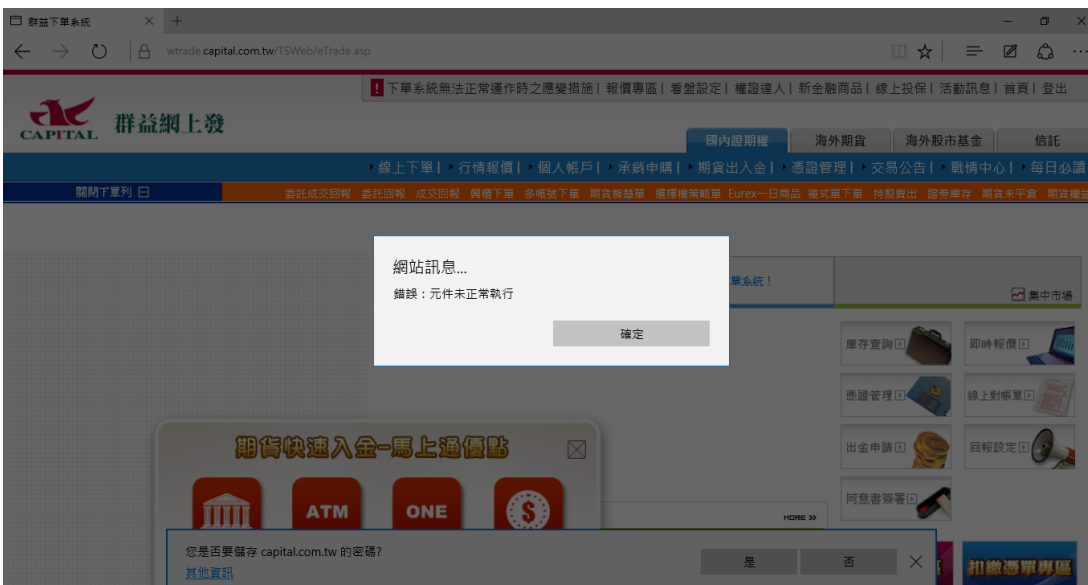 群益下單系統
wtrade.capital.com.tw/TSWeb/eTrade.asp
! 下單系統無法正常運作時之應變措施| 報價專區| 看盤設定| 權證達人| 新金融商品| 線上投保| 活動訊息| 首頁| 登出
CAPITAL 群益網上發
國內證期權 海外期貨 海外股市基金 信託
線上下單| 行情報價| 個人帳戶| 承銷申購| 期貨出入金| 憑證管理| 交易公告| 戰情中心| 每日必讀
關閉下單列
委託成交回報 委託回報 成交回報 興櫃下單 多帳號下單 期貨智慧單 選擇權策略單 Eurex一日商品 複式單下單 持股賣出 證券庫存 期貨未平倉 期貨權益
網站訊息...
錯誤：元件未正常執行
確定
單系統！
集中市場
庫存查詢 即時報價
憑證管理 線上對帳單
出金申請 回報設定
同意書簽署
期貨快速入金-馬上通優點
ATM ONE $
MORE >>
您是否要儲存 capital.com.tw 的密碼?
其他資訊
是 否
扣繳憑單專區